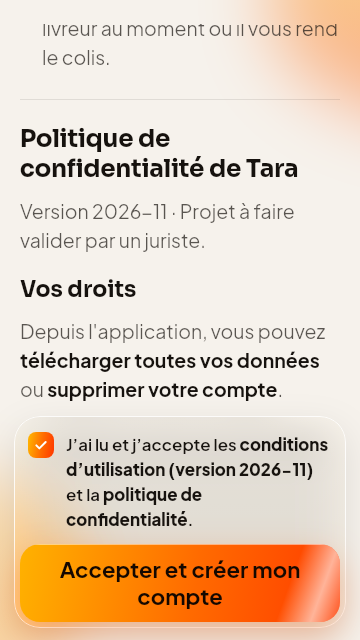 livreur au moment où il vous rend
le colis.
Politique de
confidentialité de Tara
Version 2026–11 · Projet à faire
valider par un juriste.
Vos droits
Depuis l'application, vous pouvez
télécharger toutes vos données
ou supprimer votre compte.
J’ai lu et j’accepte les conditions
d’utilisation (version 2026–11)
et la politique de
confidentialité.
Accepter et créer mon
compte